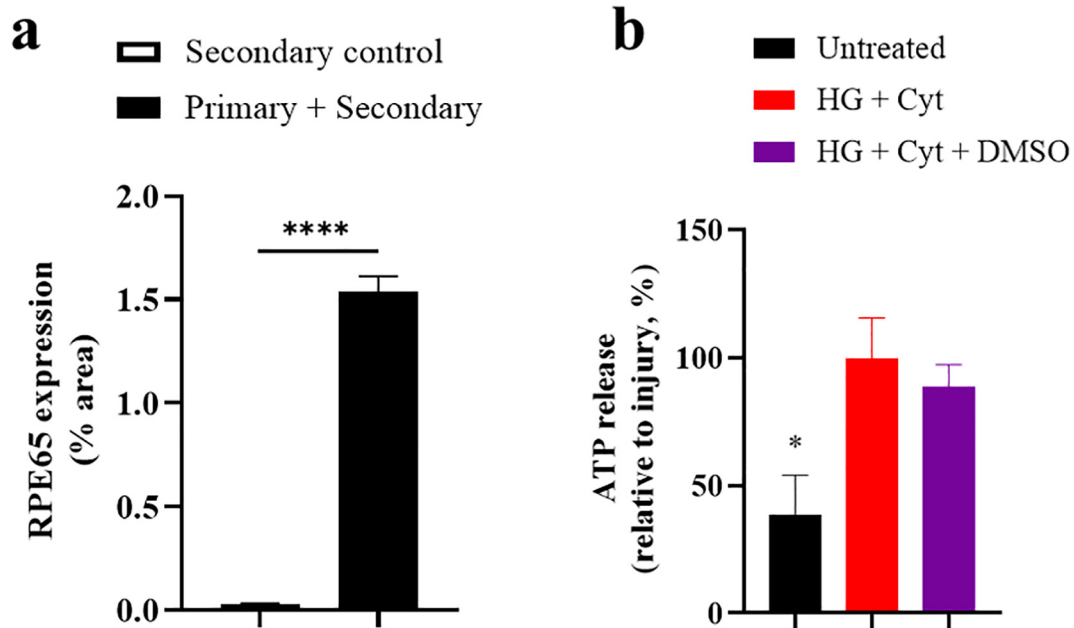 a
Secondary control
Primary + Secondary
2.0
1.5
1.0
0.5
0.0
RPE65 expression
(% area)
****
b
Untreated
HG + Cyt
HG + Cyt + DMSO
150
100
50
0
ATP release
(relative to injury, %)
*